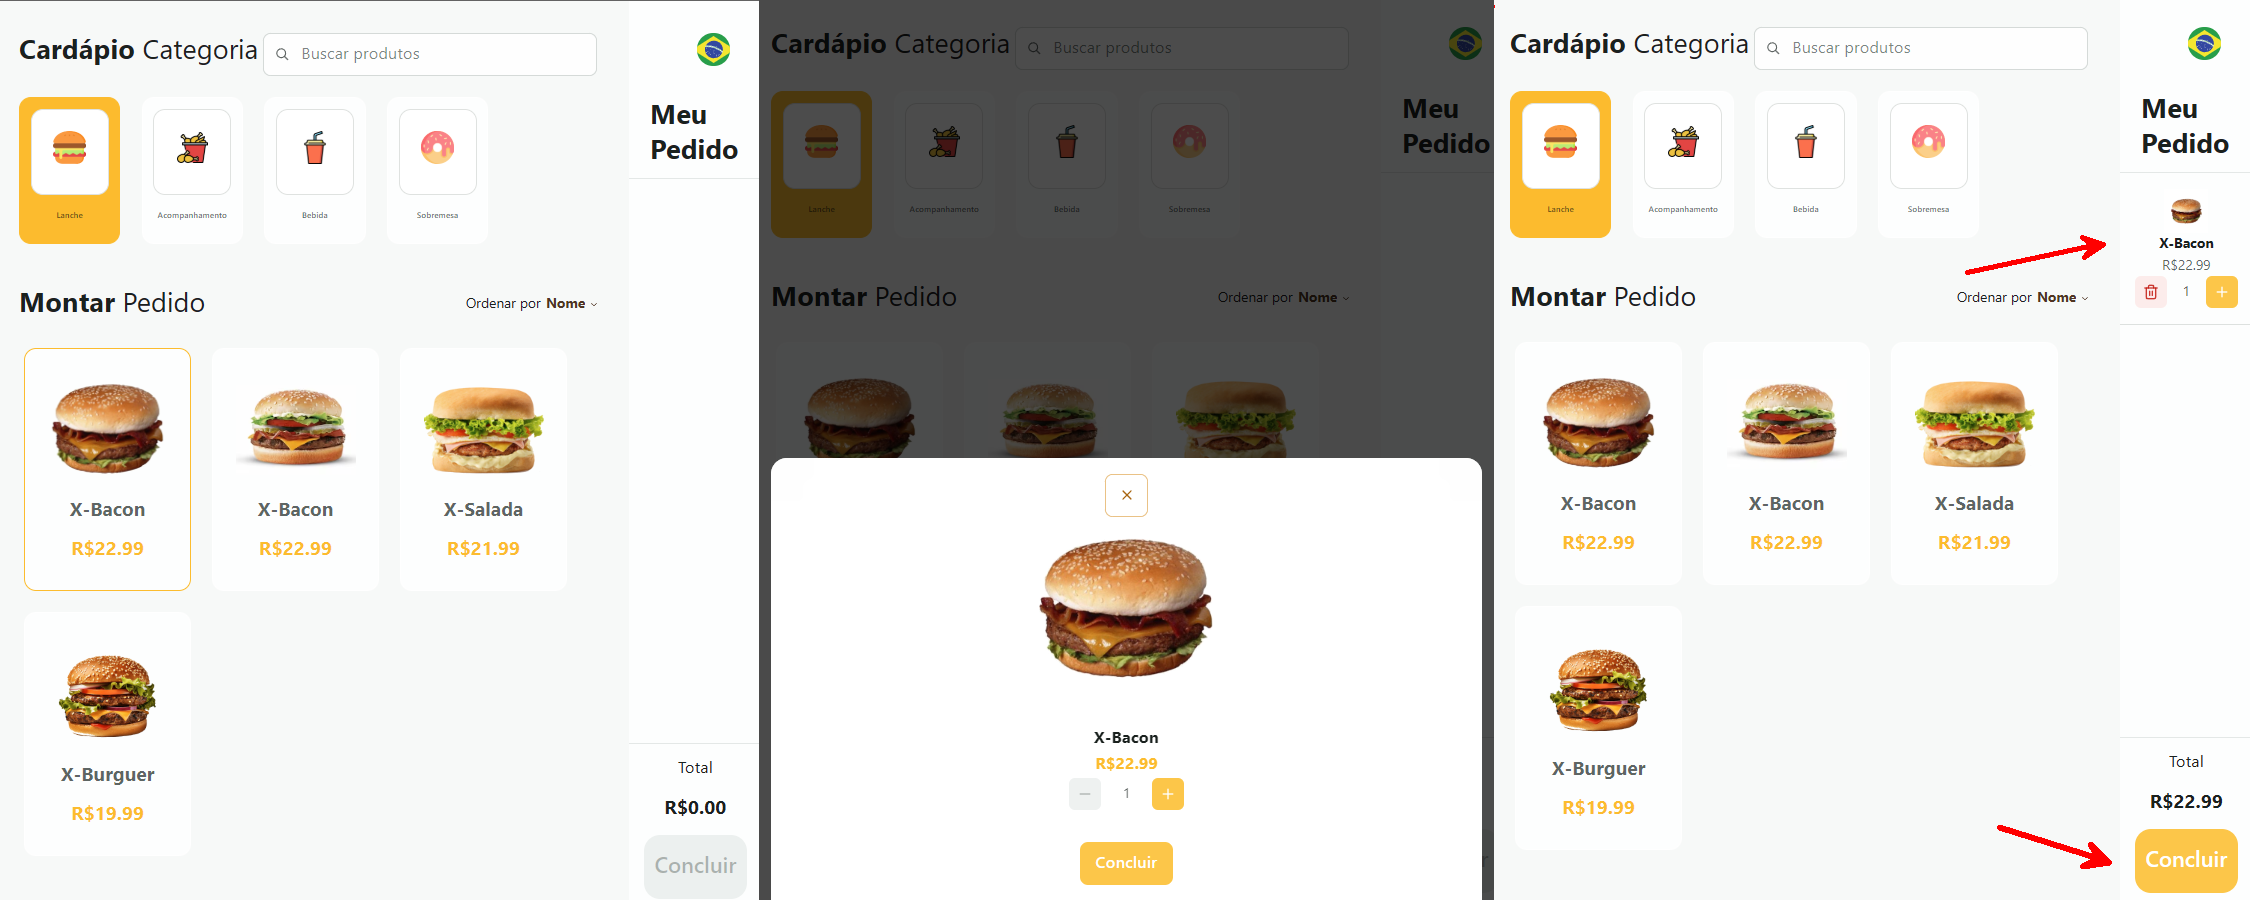 Cardápio Categoria
Buscar produtos
Lanche
Acompanhamento
Bebida
Sobremesa
Montar Pedido
Ordenar por Nome
X-Bacon
R$22.99
X-Bacon
R$22.99
X-Salada
R$21.99
X-Burguer
R$19.99
Meu
Pedido
Total
R$0.00
Concluir
Cardápio Categoria
Buscar produtos
Lanche
Acompanhamento
Bebida
Sobremesa
Meu
Pedido
Montar Pedido
Ordenar por Nome
X-Bacon
R$22.99
1
Concluir
Cardápio Categoria
Buscar produtos
Lanche
Acompanhamento
Bebida
Sobremesa
Montar Pedido
Ordenar por Nome
X-Bacon
R$22.99
X-Bacon
R$22.99
X-Salada
R$21.99
X-Burguer
R$19.99
Meu
Pedido
X-Bacon
R$22.99
1
Total
R$22.99
Concluir